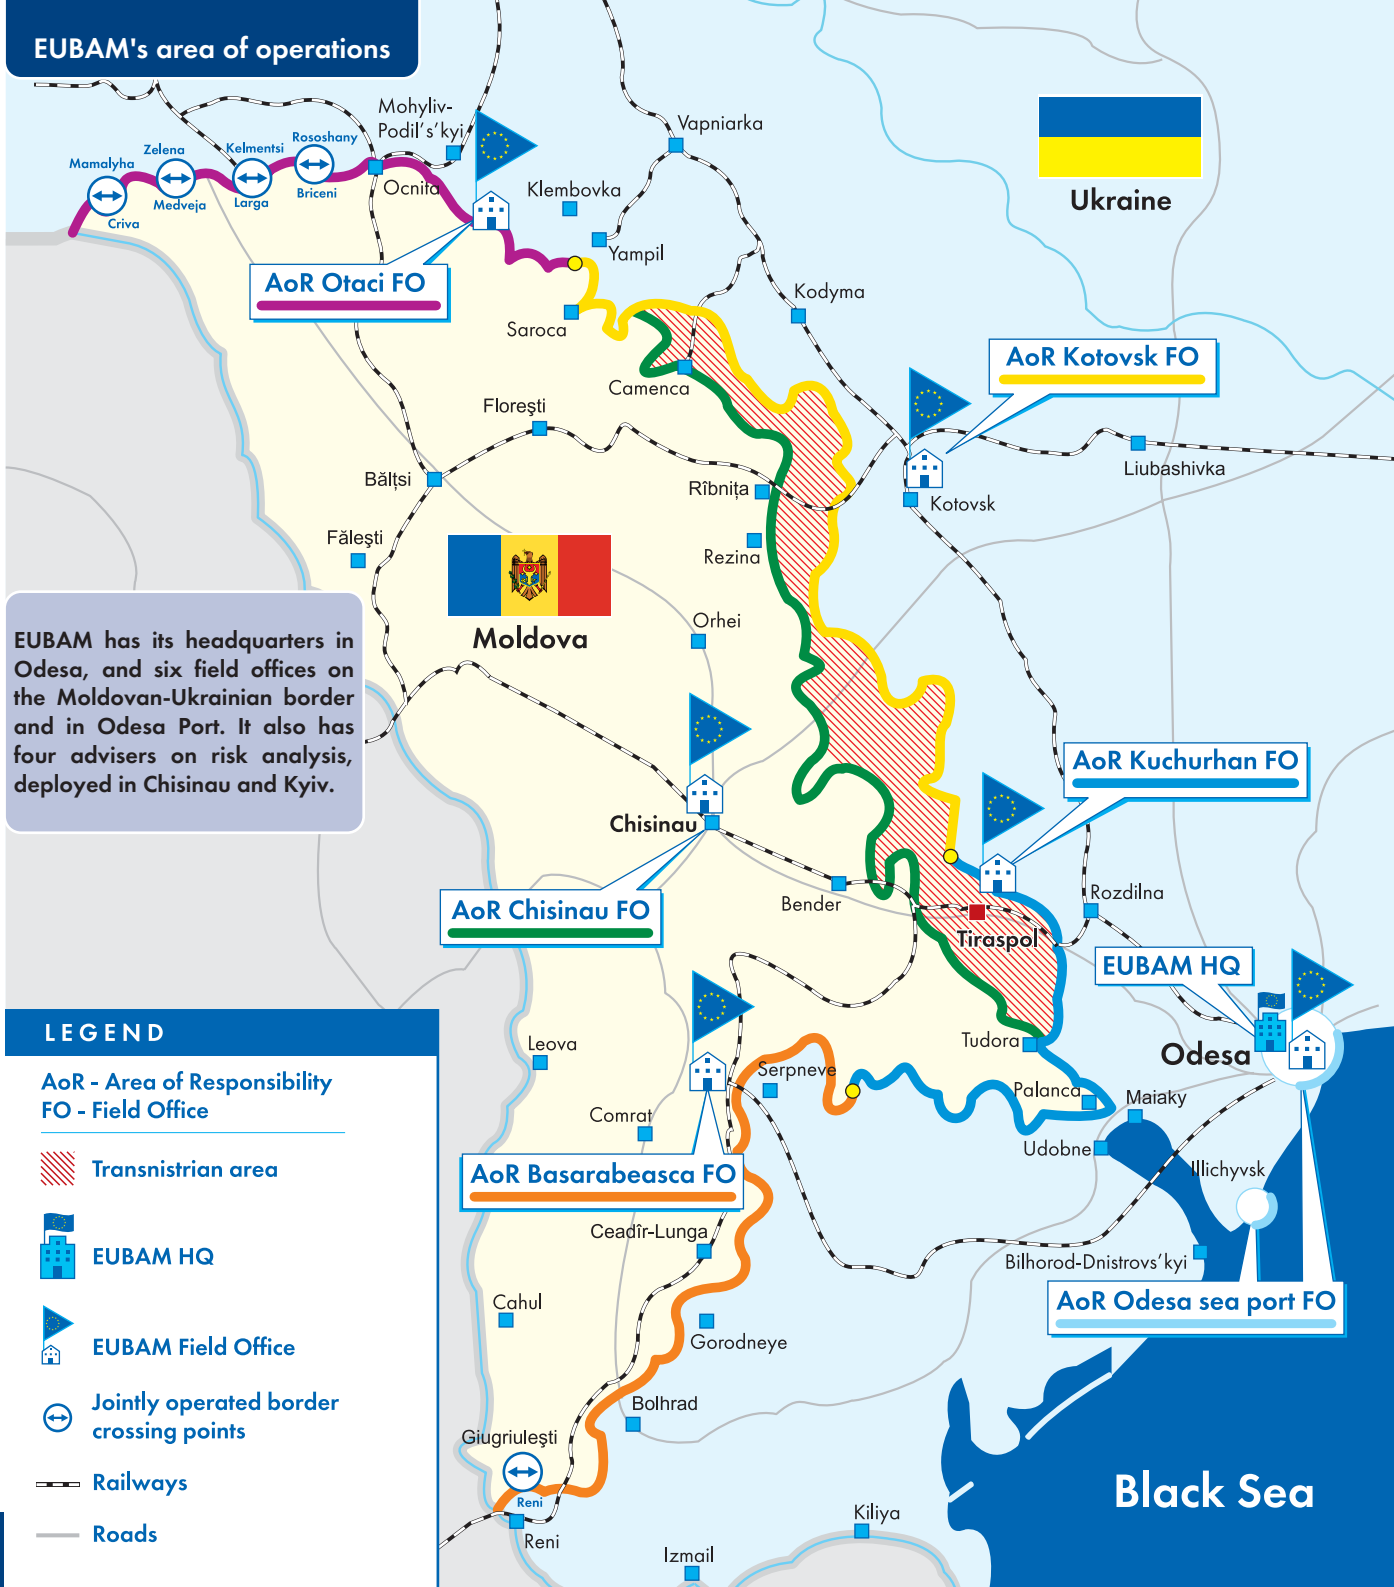 EUBAM's area of operations
Mohyliv-
Podil's'kyi
Vapniarka
Ukraine
Rososhany
Kelmentsi
Zelena
Mamalyha
Briceni
Larga
Medveja
Criva
Ocnita
Klembovka
Yampil
AoR Otaci FO
Kodyma
Saroca
AoR Kotovsk FO
Camenca
Floreşti
Liubashivka
Bălţsi
Rîbniţa
Kotovsk
Făleşti
Rezina
Orhei
Moldova
EUBAM has its headquarters in
Odesa, and six field offices on
the Moldovan-Ukrainian border
and in Odesa Port. It also has
four advisers on risk analysis,
deployed in Chisinau and Kyiv.
AoR Kuchurhan FO
Chisinau
Rozdilna
Bender
AoR Chisinau FO
Tiraspol
EUBAM HQ
Odesa
Tudora
Leova
Serpneve
Palanca
Maiaky
Comrat
Udobne
Illichyvsk
AoR Basarabeasca FO
Ceadîr-Lunga
Bilhorod-Dnistrovs'kyi
AoR Odesa sea port FO
Cahul
Gorodneye
Bolhrad
Giugriuleşti
Reni
Reni
Black Sea
Kiliya
Izmail
LEGEND
AoR - Area of Responsibility
FO - Field Office
Transnistrian area
EUBAM HQ
EUBAM Field Office
Jointly operated border
crossing points
Railways
Roads